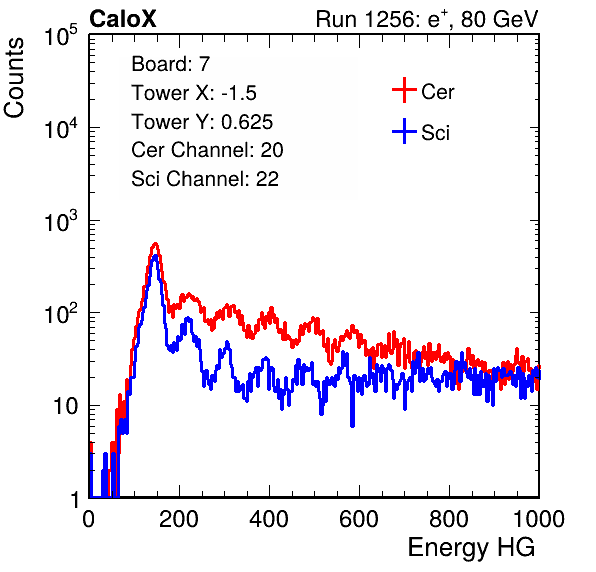 CaloX Run 1256: e⁺, 80 GeV
Counts
Board: 7
Tower X: -1.5
Tower Y: 0.625
Cer Channel: 20
Sci Channel: 22
Cer
Sci
10⁵
10⁴
10³
10²
10
1
0 200 400 600 800 1000
Energy HG